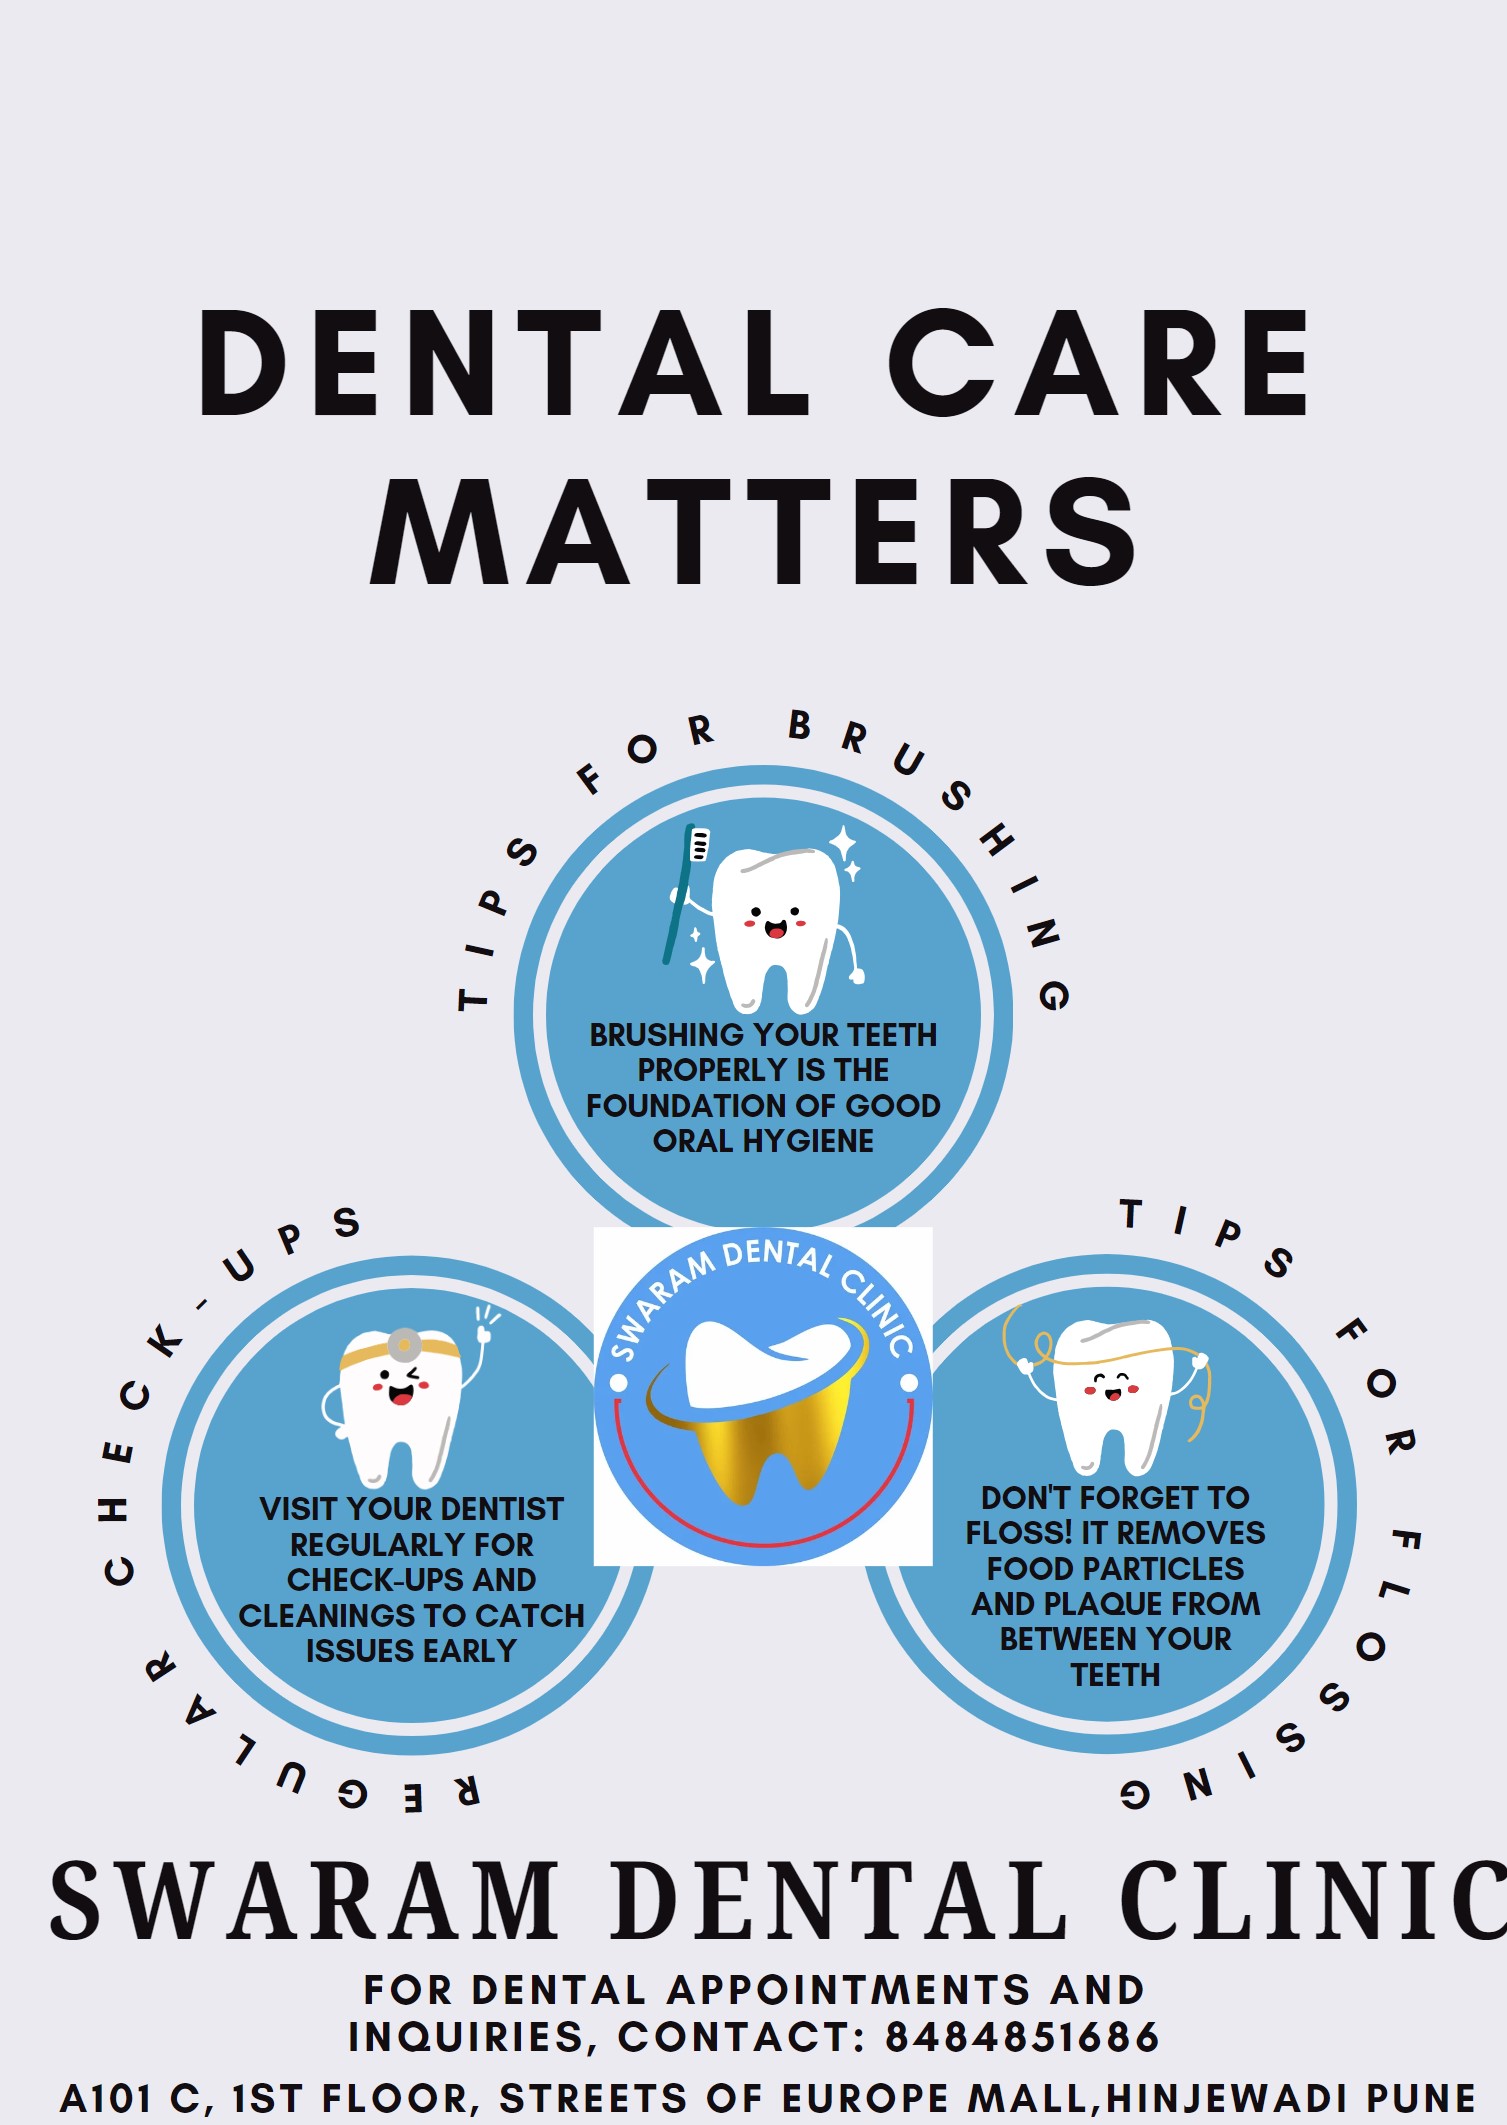 DENTAL CARE
MATTERS
TIPS FOR BRUSHING
BRUSHING YOUR TEETH
PROPERLY IS THE
FOUNDATION OF GOOD
ORAL HYGIENE
REGULAR CHECK-UPS
VISIT YOUR DENTIST
REGULARLY FOR
CHECK-UPS AND
CLEANINGS TO CATCH
ISSUES EARLY
SWARAM DENTAL CLINIC
TIPS FOR FLOSSING
DON'T FORGET TO
FLOSS! IT REMOVES
FOOD PARTICLES
AND PLAQUE FROM
BETWEEN YOUR
TEETH
SWARAM DENTAL CLINIC
FOR DENTAL APPOINTMENTS AND
INQUIRIES, CONTACT: 8484851686
A101 C, 1ST FLOOR, STREETS OF EUROPE MALL,HINJEWADI PUNE